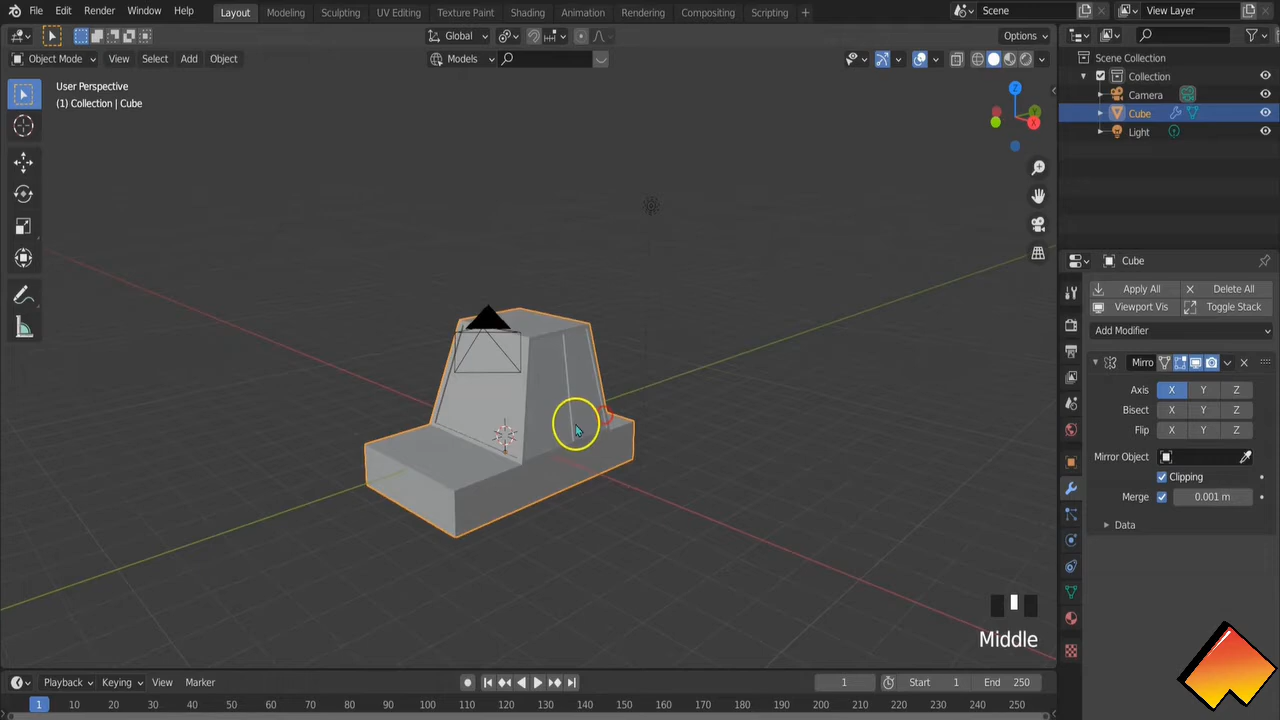 File Edit Render Window Help Layout Modeling Sculpting UV Editing Texture Paint Shading Animation Rendering Compositing Scripting + Scene View Layer
Global Options
Object Mode View Select Add Object Models
User Perspective
(1) Collection | Cube
Z
Y
X
Scene Collection
Collection
Camera
Cube
Light
Cube
Apply All Delete All
Viewport Vis Toggle Stack
Add Modifier
Mirro
Axis X Y Z
Bisect X Y Z
Flip X Y Z
Mirror Object
Clipping
Merge 0.001 m
Data
Middle
Playback Keying View Marker 1 Start 1 End 250
1 10 20 30 40 50 60 70 80 90 100 110 120 130 140 150 160 170 180 190 200 210 220 230 240 250